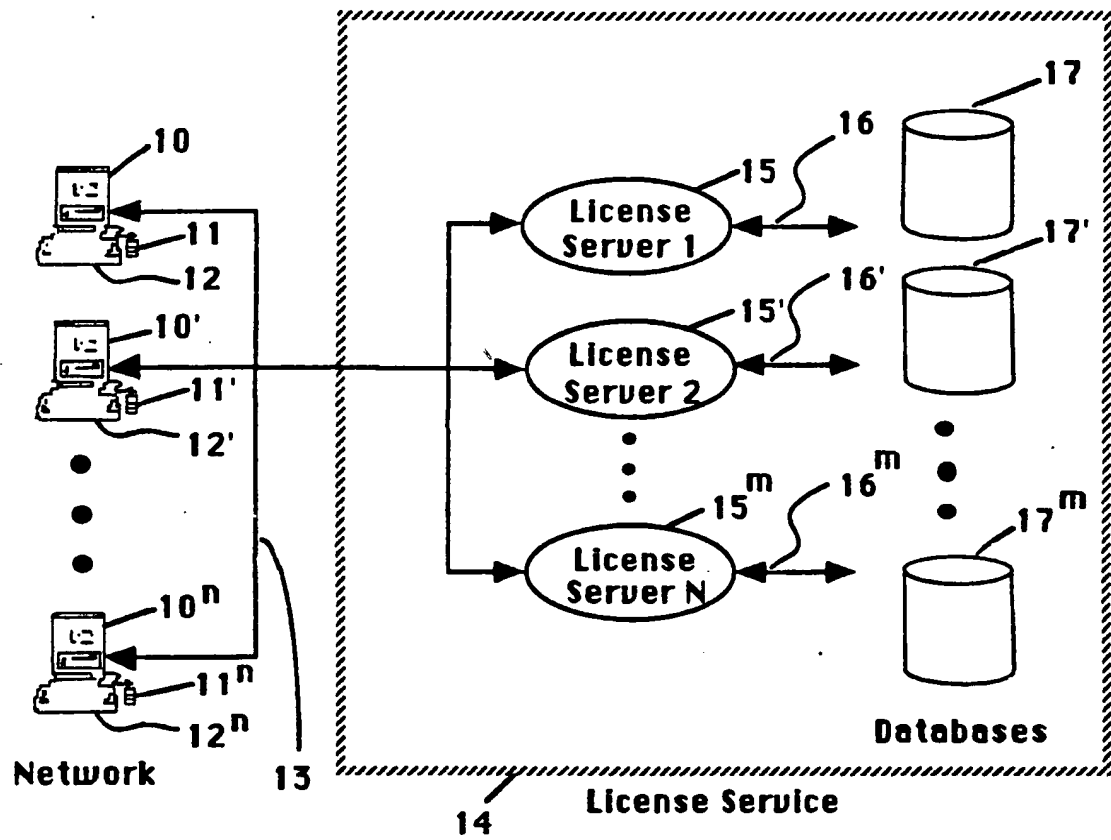 17
10
16
15
License
Server 1
11
12
17'
10'
16'
15'
License
Server 2
11'
12'
15m
16m
17m
License
Server N
10n
11n
12n
Databases
Network
13
14
License Service